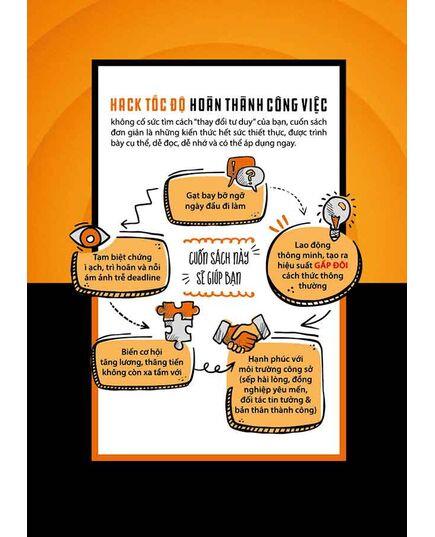 HACK TỐC ĐỘ HOÀN THÀNH CÔNG VIỆC
không cố sức tìm cách "thay đổi tư duy" của bạn, cuốn sách
đơn giản là những kiến thức hết sức thiết thực, được trình
bày cụ thể, dễ đọc, dễ nhớ và có thể áp dụng ngay.
Gạt bay bỡ ngỡ
ngày đầu đi làm
Tạm biệt chứng
ì ạch, trì hoãn và nỗi
ám ảnh trễ deadline
CUỐN SÁCH NÀY
SẼ GIÚP BẠN
Lao động
thông minh, tạo ra
hiệu suất GẤP ĐÔI
cách thức thông
thường
Biến cơ hội
tăng lương, thăng tiến
không còn xa tầm với
Hạnh phúc với
môi trường công sở
(sếp hài lòng, đồng
nghiệp yêu mến,
đối tác tin tưởng &
bản thân thành công)